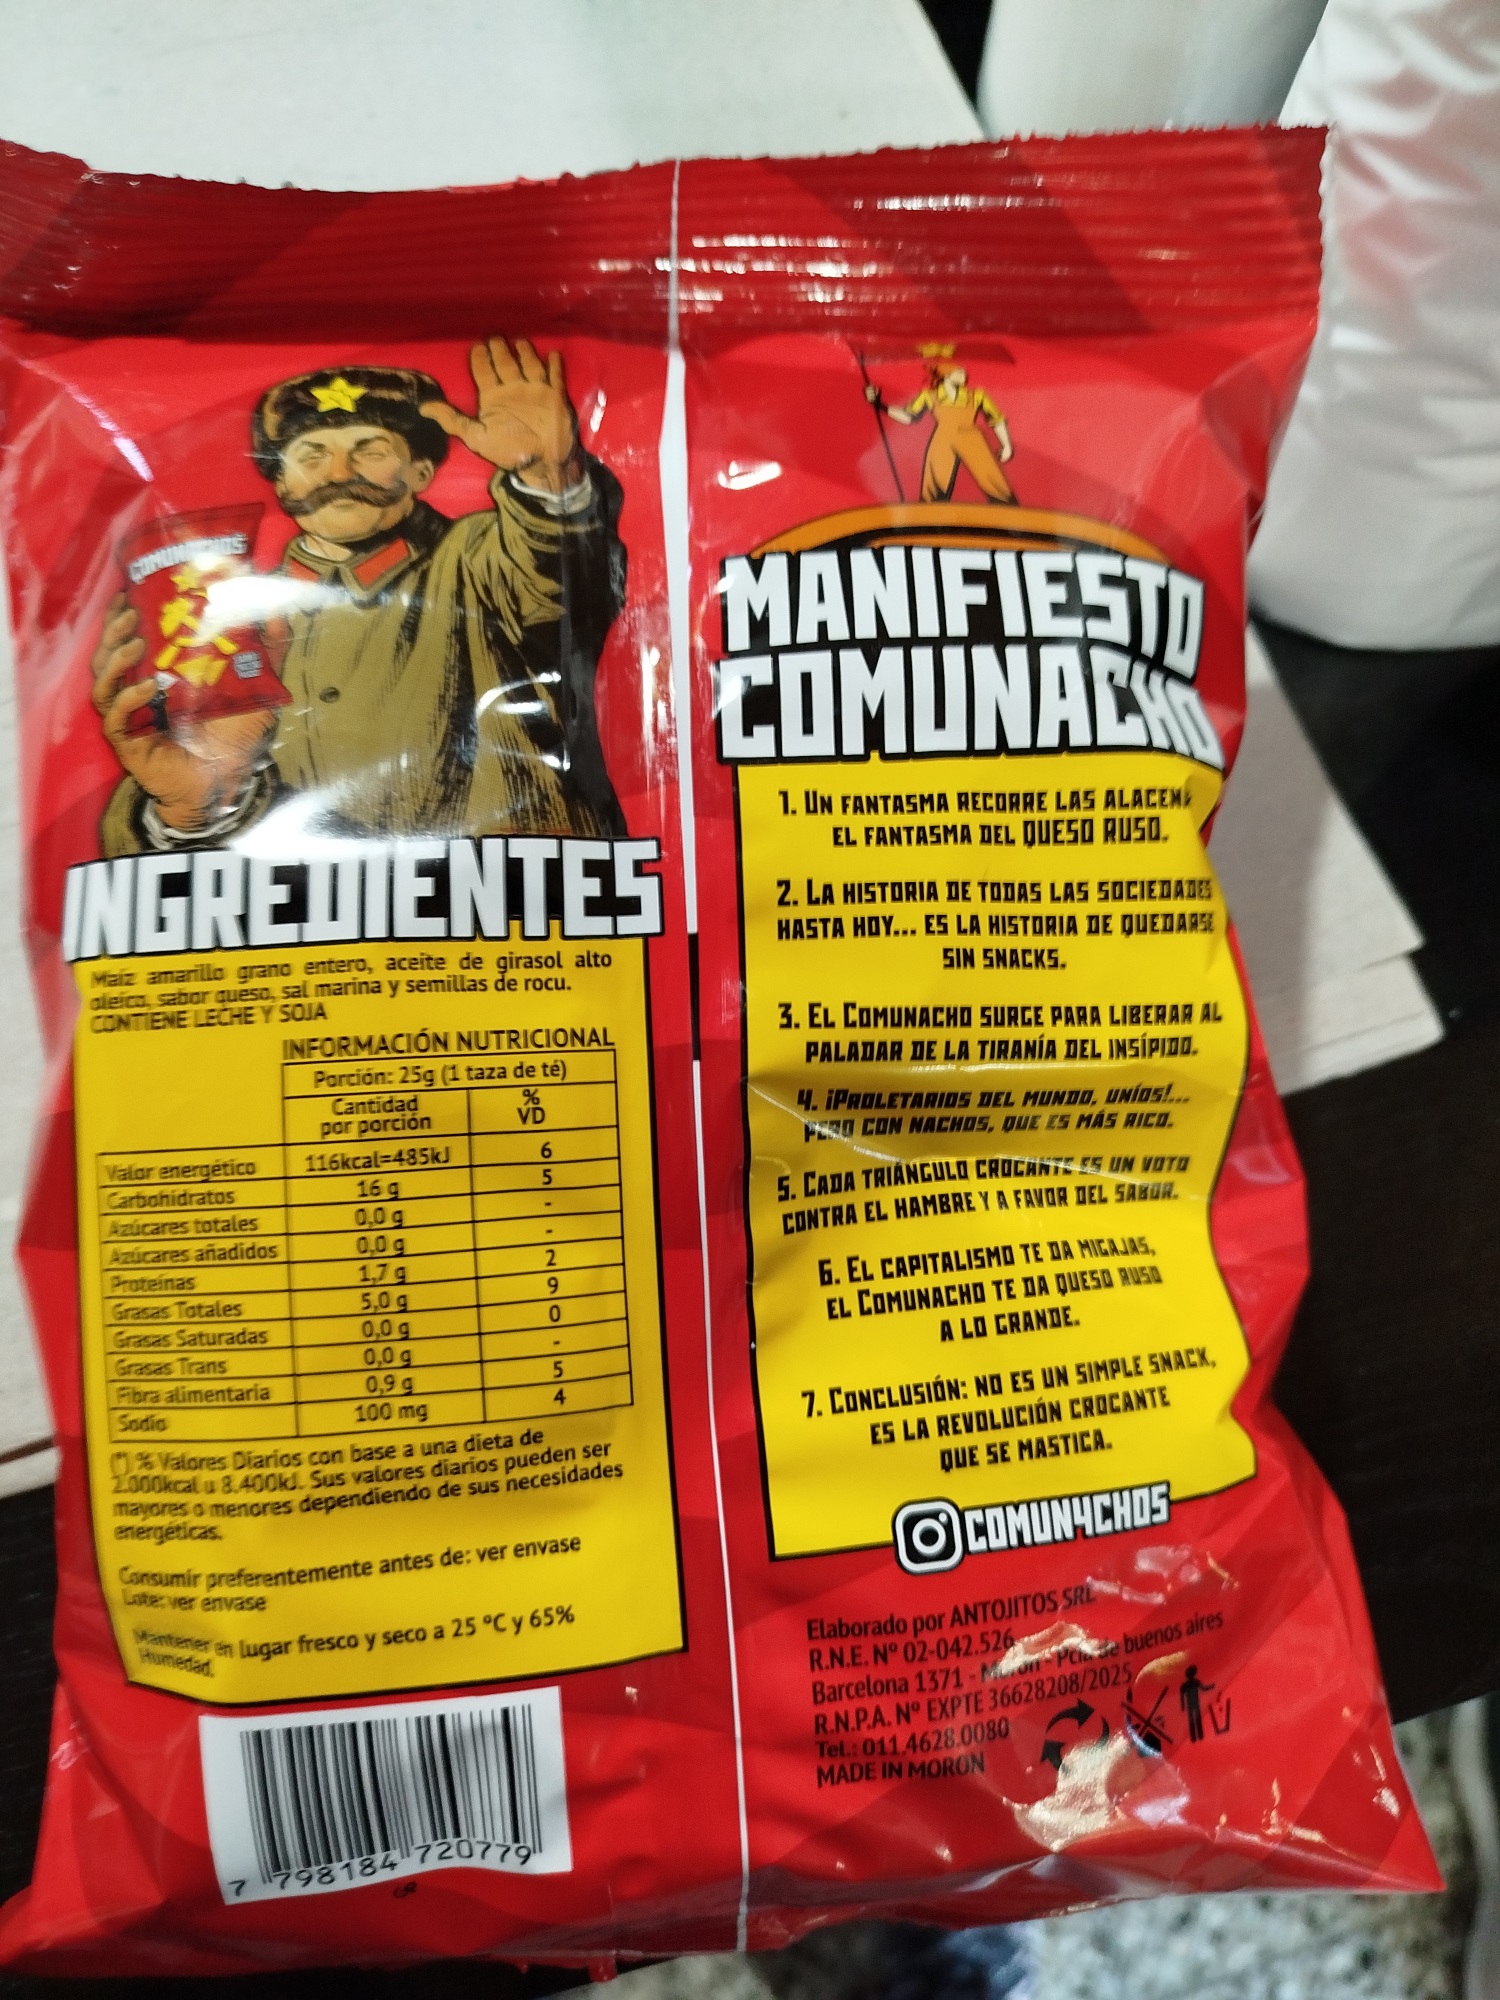 COMUNACHOS
INGREDIENTES
Maíz amarillo grano entero, aceite de girasol alto
oleico, sabor queso, sal marina y semillas de rocu.
CONTIENE LECHE Y SOJA
INFORMACIÓN NUTRICIONAL
Porción: 25g (1 taza de té)
Cantidad por porción % VD
Valor energético 116kcal=485kJ 6
Carbohidratos 16 g 5
Azúcares totales 0,0 g -
Azúcares añadidos 0,0 g -
Proteínas 1,7 g 2
Grasas Totales 5,0 g 9
Grasas Saturadas 0,0 g 0
Grasas Trans 0,0 g -
Fibra alimentaria 0,9 g 5
Sodio 100 mg 4
(*) % Valores Diarios con base a una dieta de
2.000kcal u 8.400kJ. Sus valores diarios pueden ser
mayores o menores dependiendo de sus necesidades
energéticas.
Consumir preferentemente antes de: ver envase
Lote: ver envase
Mantener en lugar fresco y seco a 25 °C y 65%
Humedad.
7 798184 720779
MANIFIESTO
COMUNACHO
1. UN FANTASMA RECORRE LAS
EL FANTASMA DEL QUESO RUSO.
2. LA HISTORIA DE TODAS LAS SOCIEDADES
HASTA HOY... ES LA HISTORIA DE QUEDARSE
SIN SNACKS.
3. EL COMUNACHO SURGE PARA LIBERAR AL
PALADAR DE LA TIRANÍA DEL INSÍPIDO.
4. ¡PROLETARIOS DEL MUNDO, UNÍOS!...
PERO CON NACHOS, QUE ES MÁS RICO.
5. CADA TRIÁNGULO CROCANTE ES UN VOTO
CONTRA EL HAMBRE Y A FAVOR DEL SABOR.
6. EL CAPITALISMO TE DA MIGAJAS,
EL COMUNACHO TE DA QUESO RUSO
A LO GRANDE.
7. CONCLUSIÓN: NO ES UN SIMPLE SNACK,
ES LA REVOLUCIÓN CROCANTE
QUE SE MASTICA.
COMUN4CHOS
Elaborado por ANTOJITOS SRL
R.N.E. Nº 02-042.526
Barcelona 1371 - Morón - Pcia de buenos aires
R.N.P.A. Nº EXPTE 36628208/2025
Tel.: 011.4628.0080
MADE IN MORON